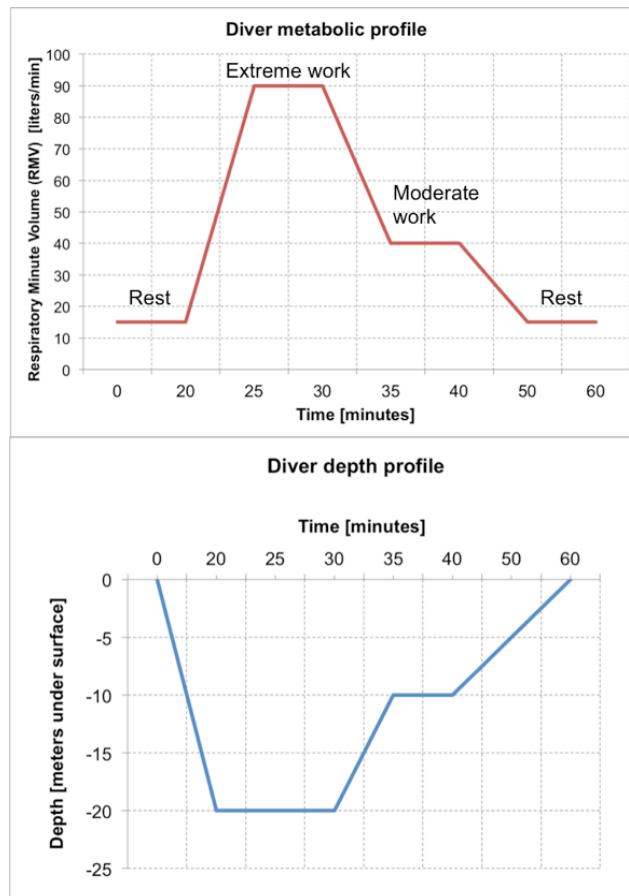 Diver metabolic profile
Respiratory Minute Volume (RMV) [liters/min]
100
90
80
70
60
50
40
30
20
10
0
Extreme work
Moderate
work
Rest
Rest
0 20 25 30 35 40 50 60
Time [minutes]
Diver depth profile
Time [minutes]
0 20 30 35 40 50 60
Depth [meters under surface]
0
-5
-10
-15
-20
-25